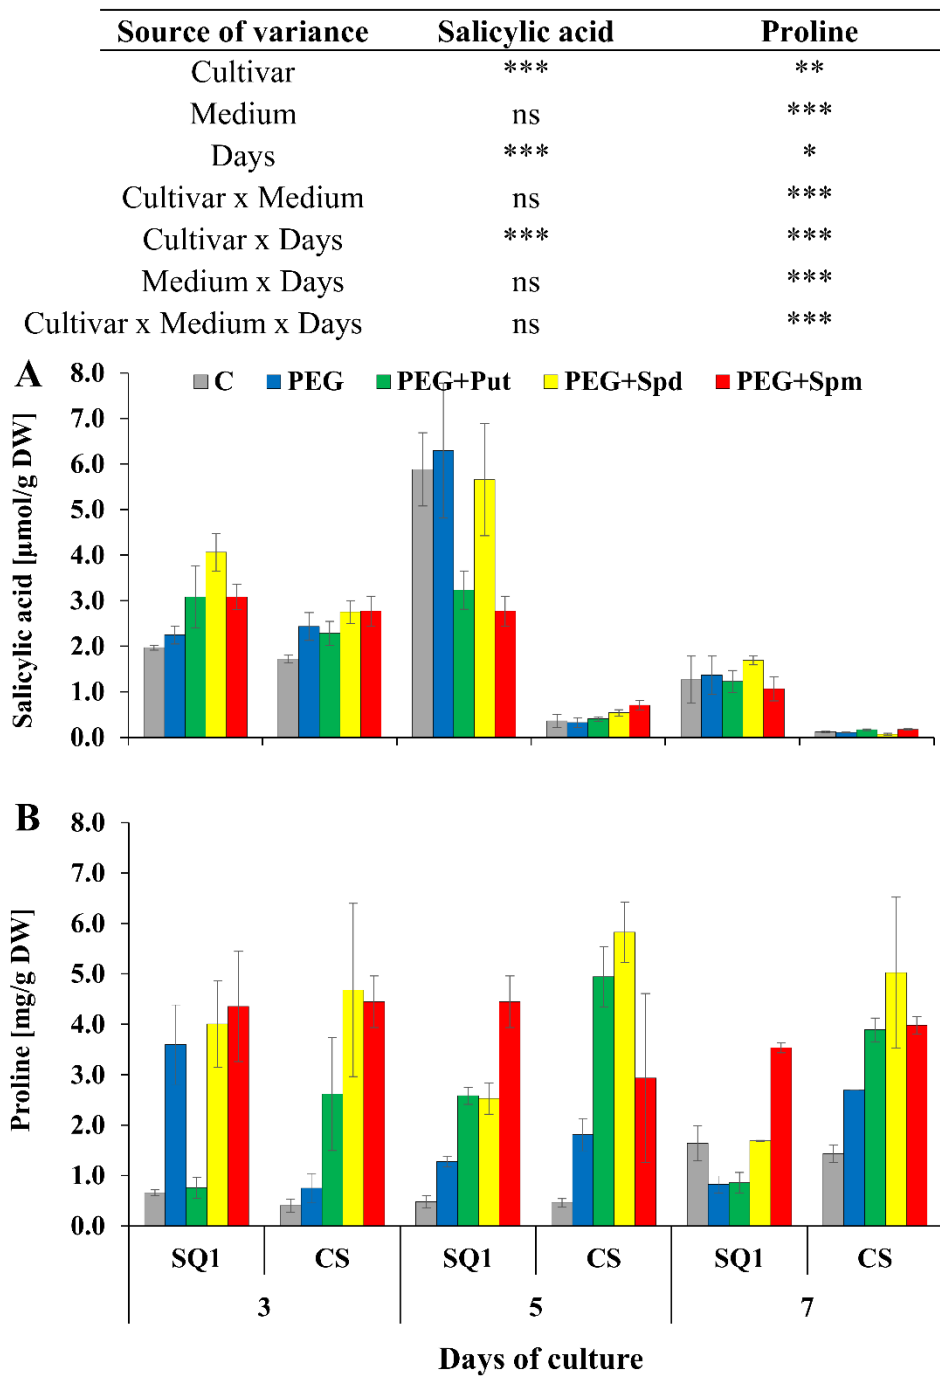 Source of variance Salicylic acid Proline
Cultivar *** **
Medium ns ***
Days *** *
Cultivar x Medium ns ***
Cultivar x Days *** ***
Medium x Days ns ***
Cultivar x Medium x Days ns ***
A
C PEG PEG+Put PEG+Spd PEG+Spm
Salicylic acid [µmol/g DW]
8.0
7.0
6.0
5.0
4.0
3.0
2.0
1.0
0.0
B
Proline [mg/g DW]
8.0
7.0
6.0
5.0
4.0
3.0
2.0
1.0
0.0
SQ1 CS SQ1 CS SQ1 CS
3 5 7
Days of culture